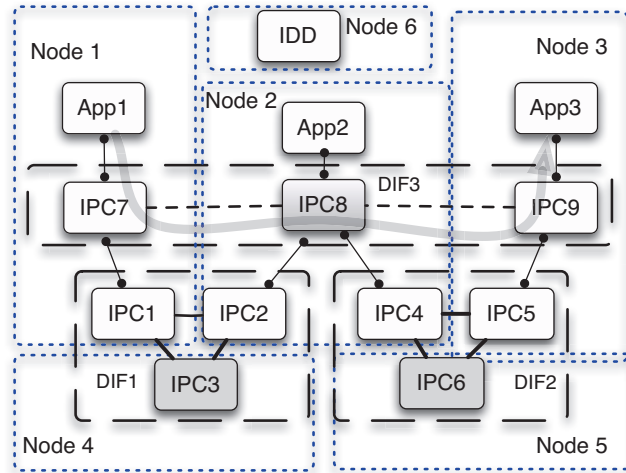 Node 1
IDD
Node 6
Node 3
App1
Node 2
App2
App3
DIF3
IPC7
IPC8
IPC9
IPC1
IPC2
IPC4
IPC5
DIF1
IPC3
IPC6
DIF2
Node 4
Node 5